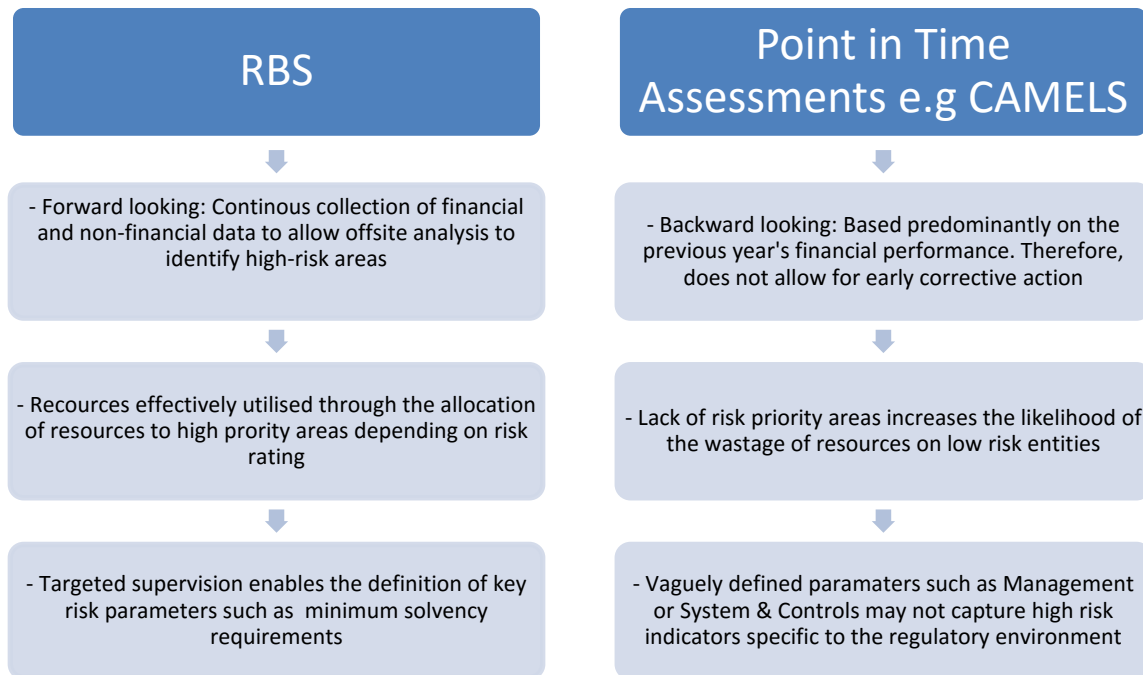 RBS
- Forward looking: Continous collection of financial
and non-financial data to allow offsite analysis to
identify high-risk areas
- Recources effectively utilised through the allocation
of resources to high prority areas depending on risk
rating
- Targeted supervision enables the definition of key
risk parameters such as  minimum solvency
requirements
Point in Time
Assessments e.g CAMELS
- Backward looking: Based predominantly on the
previous year's financial performance. Therefore,
does not allow for early corrective action
- Lack of risk priority areas increases the likelihood of
the wastage of resources on low risk entities
- Vaguely defined paramaters such as Management
or System & Controls may not capture high risk
indicators specific to the regulatory environment